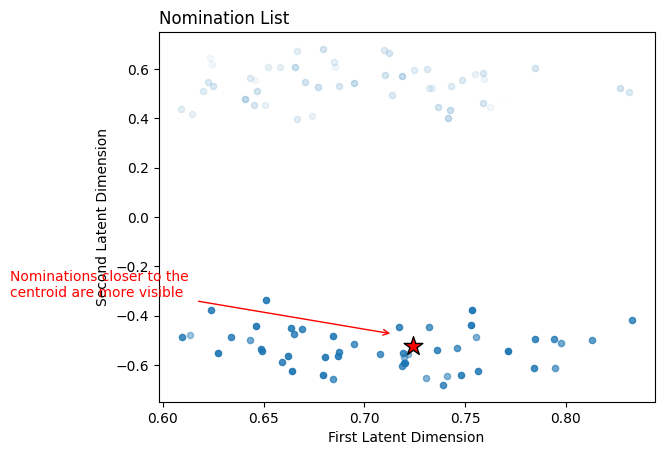 Nomination List
0.6
0.4
0.2
0.0
−0.2
−0.4
−0.6
Second Latent Dimension
Nominations closer to the
centroid are more visible
0.60
0.65
0.70
0.75
0.80
First Latent Dimension